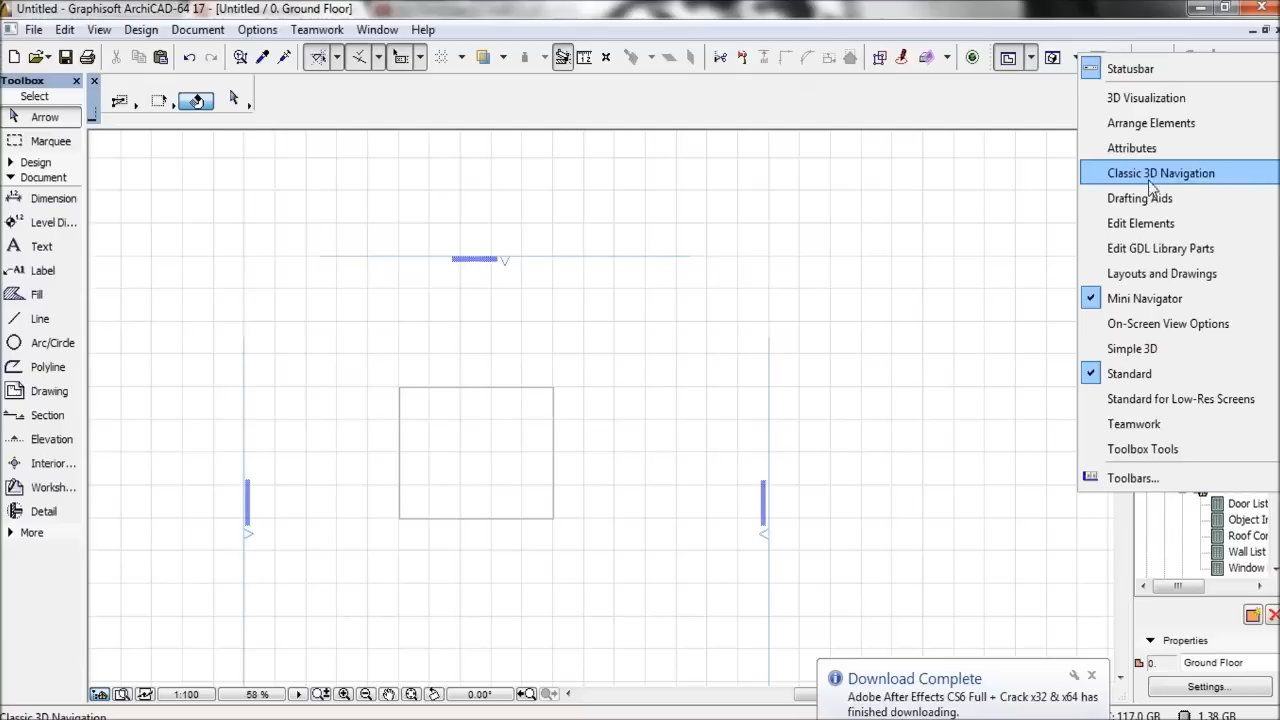 Untitled - Graphisoft ArchiCAD-64 17 - [Untitled / 0. Ground Floor]
File Edit View Design Document Options Teamwork Window Help
Toolbox
Select
Arrow
Marquee
Design
Document
Dimension
Level Di...
Text
Label
Fill
Line
Arc/Circle
Polyline
Drawing
Section
Elevation
Interior...
Worksh...
Detail
More
Statusbar
3D Visualization
Arrange Elements
Attributes
Classic 3D Navigation
Drafting Aids
Edit Elements
Edit GDL Library Parts
Layouts and Drawings
Mini Navigator
On-Screen View Options
Simple 3D
Standard
Standard for Low-Res Screens
Teamwork
Toolbox Tools
Toolbars...
Door List
Object In
Roof Cor
Wall List
Window
Properties
0. Ground Floor
Settings...
1:100 58 % 0.00°
Download Complete
Adobe After Effects CS6 Full + Crack x32 & x64 has
finished downloading.
Classic 3D Navigation
: 117.0 GB 1.38 GB